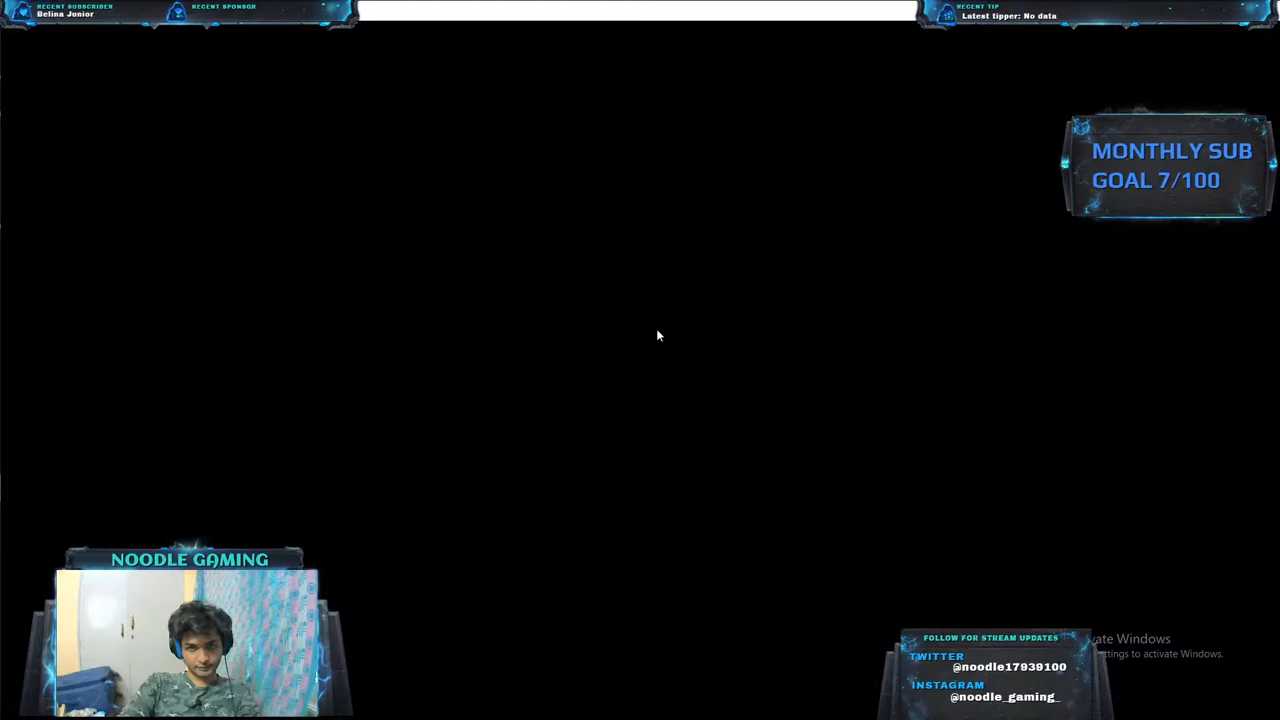 RECENT SUBSCRIBER
Belina Junior
RECENT SPONSOR
RECENT TIP
Latest tipper: No data
MONTHLY SUB
GOAL 7/100
NOODLE GAMING
FOLLOW FOR STREAM UPDATES
TWITTER
@noodle17939100
INSTAGRAM
@noodle_gaming_
vate Windows
ttings to activate Windows.